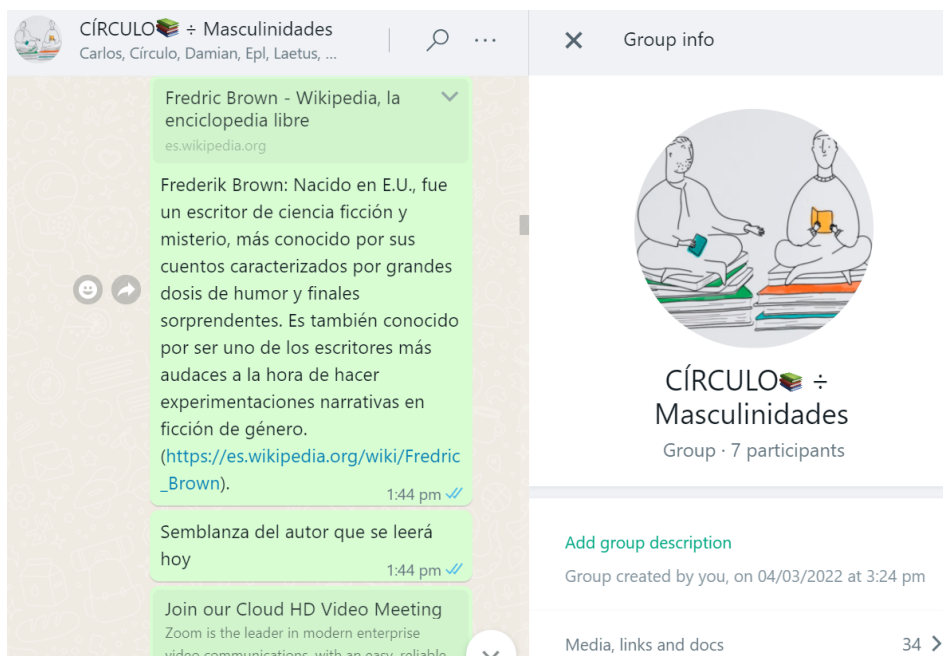 CÍRCULO📚 ÷ Masculinidades
Carlos, Círculo, Damian, Epl, Laetus, ...
Fredric Brown - Wikipedia, la
enciclopedia libre
es.wikipedia.org
Frederik Brown: Nacido en E.U., fue
un escritor de ciencia ficción y
misterio, más conocido por sus
cuentos caracterizados por grandes
dosis de humor y finales
sorprendentes. Es también conocido
por ser uno de los escritores más
audaces a la hora de hacer
experimentaciones narrativas en
ficción de género.
(https://es.wikipedia.org/wiki/Fredric
_Brown).
1:44 pm
Semblanza del autor que se leerá
hoy
1:44 pm
Join our Cloud HD Video Meeting
Zoom is the leader in modern enterprise
video communications, with an easy, reliable
Group info
CÍRCULO📚 ÷
Masculinidades
Group · 7 participants
Add group description
Group created by you, on 04/03/2022 at 3:24 pm
Media, links and docs
34